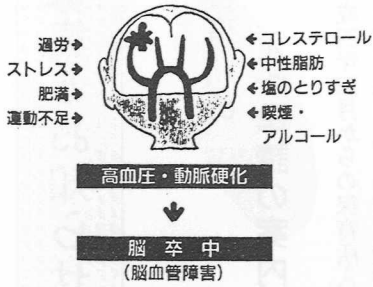 過労
ストレス
肥満
運動不足
コレステロール
中性脂肪
塩のとりすぎ
喫煙・
アルコール
高血圧・動脈硬化
脳卒中
(脳血管障害)